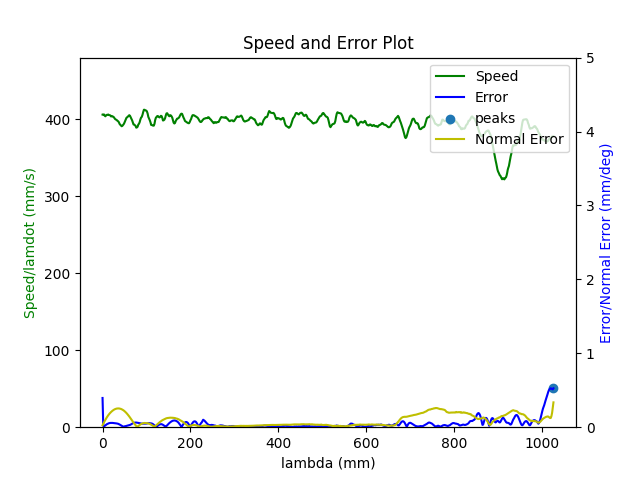 Speed and Error Plot
Speed
Error
peaks
Normal Error
Speed/lamdot (mm/s)
400
300
200
100
0
5
4
3
2
1
0
Error/Normal Error (mm/deg)
0
200
400
600
800
1000
lambda (mm)